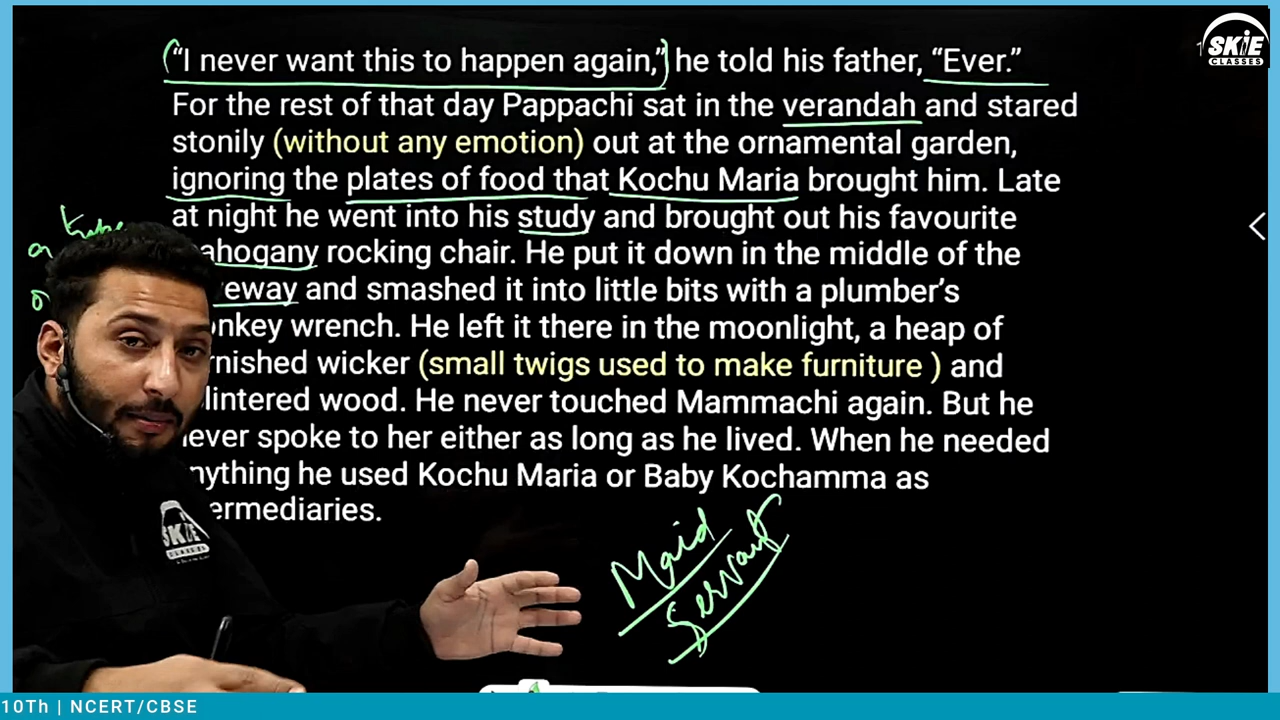 SKiE
CLASSES
“I never want this to happen again,” he told his father, “Ever.”
For the rest of that day Pappachi sat in the verandah and stared
stonily (without any emotion) out at the ornamental garden,
ignoring the plates of food that Kochu Maria brought him. Late
at night he went into his study and brought out his favourite
ahogany rocking chair. He put it down in the middle of the
eway and smashed it into little bits with a plumber’s
onkey wrench. He left it there in the moonlight, a heap of
rnished wicker (small twigs used to make furniture ) and
lintered wood. He never touched Mammachi again. But he
ever spoke to her either as long as he lived. When he needed
nything he used Kochu Maria or Baby Kochamma as
ermediaries.
Maid
Servant
SKiE
CLASSES
10Th | NCERT/CBSE